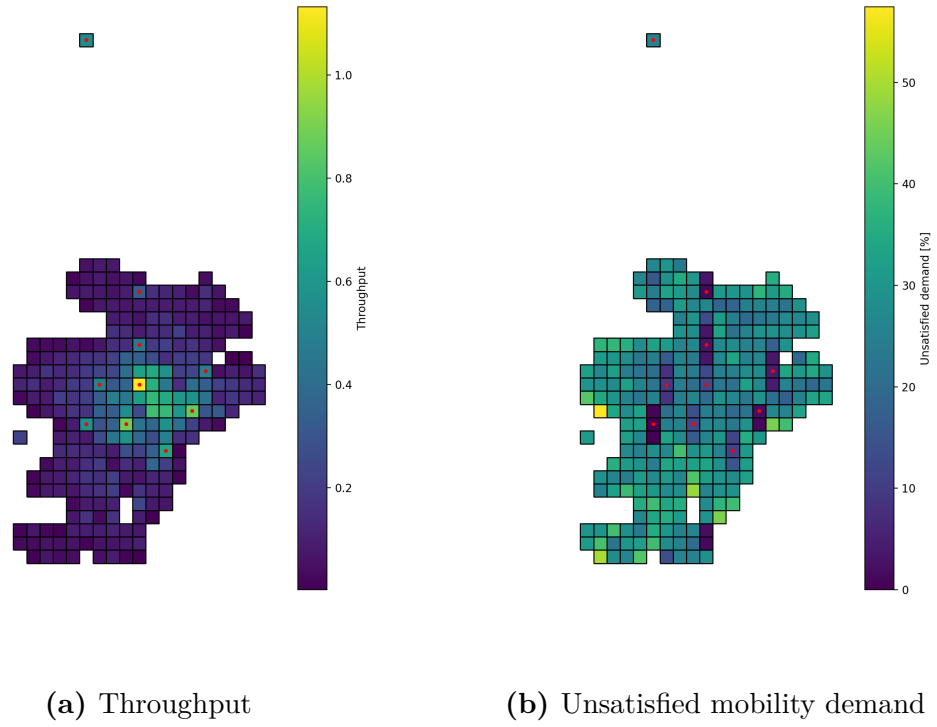 1.0
0.8
0.6
0.4
0.2
Throughput
50
40
30
20
10
0
Unsatisfied demand [%]
(a) Throughput
(b) Unsatisfied mobility demand